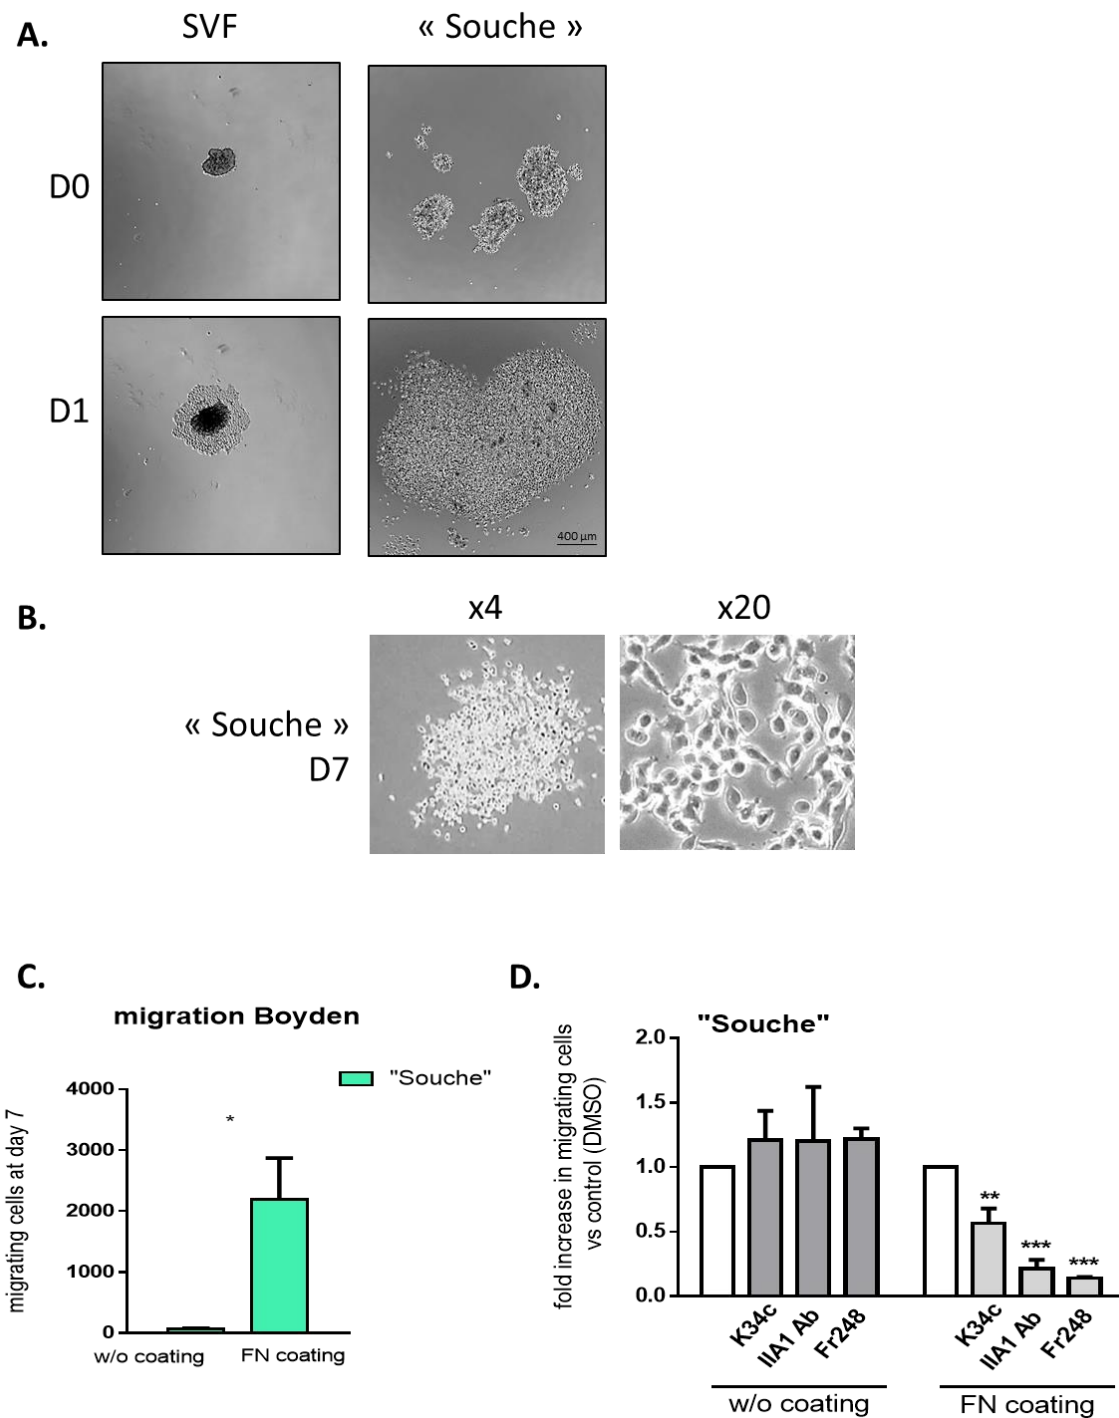 A.
SVF
« Souche »
D0
D1
400 µm
B.
x4
x20
« Souche »
D7
C.
migration Boyden
"Souche"
migrating cells at day 7
4000
3000
2000
1000
0
*
w/o coating
FN coating
D.
"Souche"
fold increase in migrating cells
vs control (DMSO)
2.0
1.5
1.0
0.5
0.0
**
***
***
K34c
IIA1 Ab
Fr248
K34c
IIA1 Ab
Fr248
w/o coating
FN coating